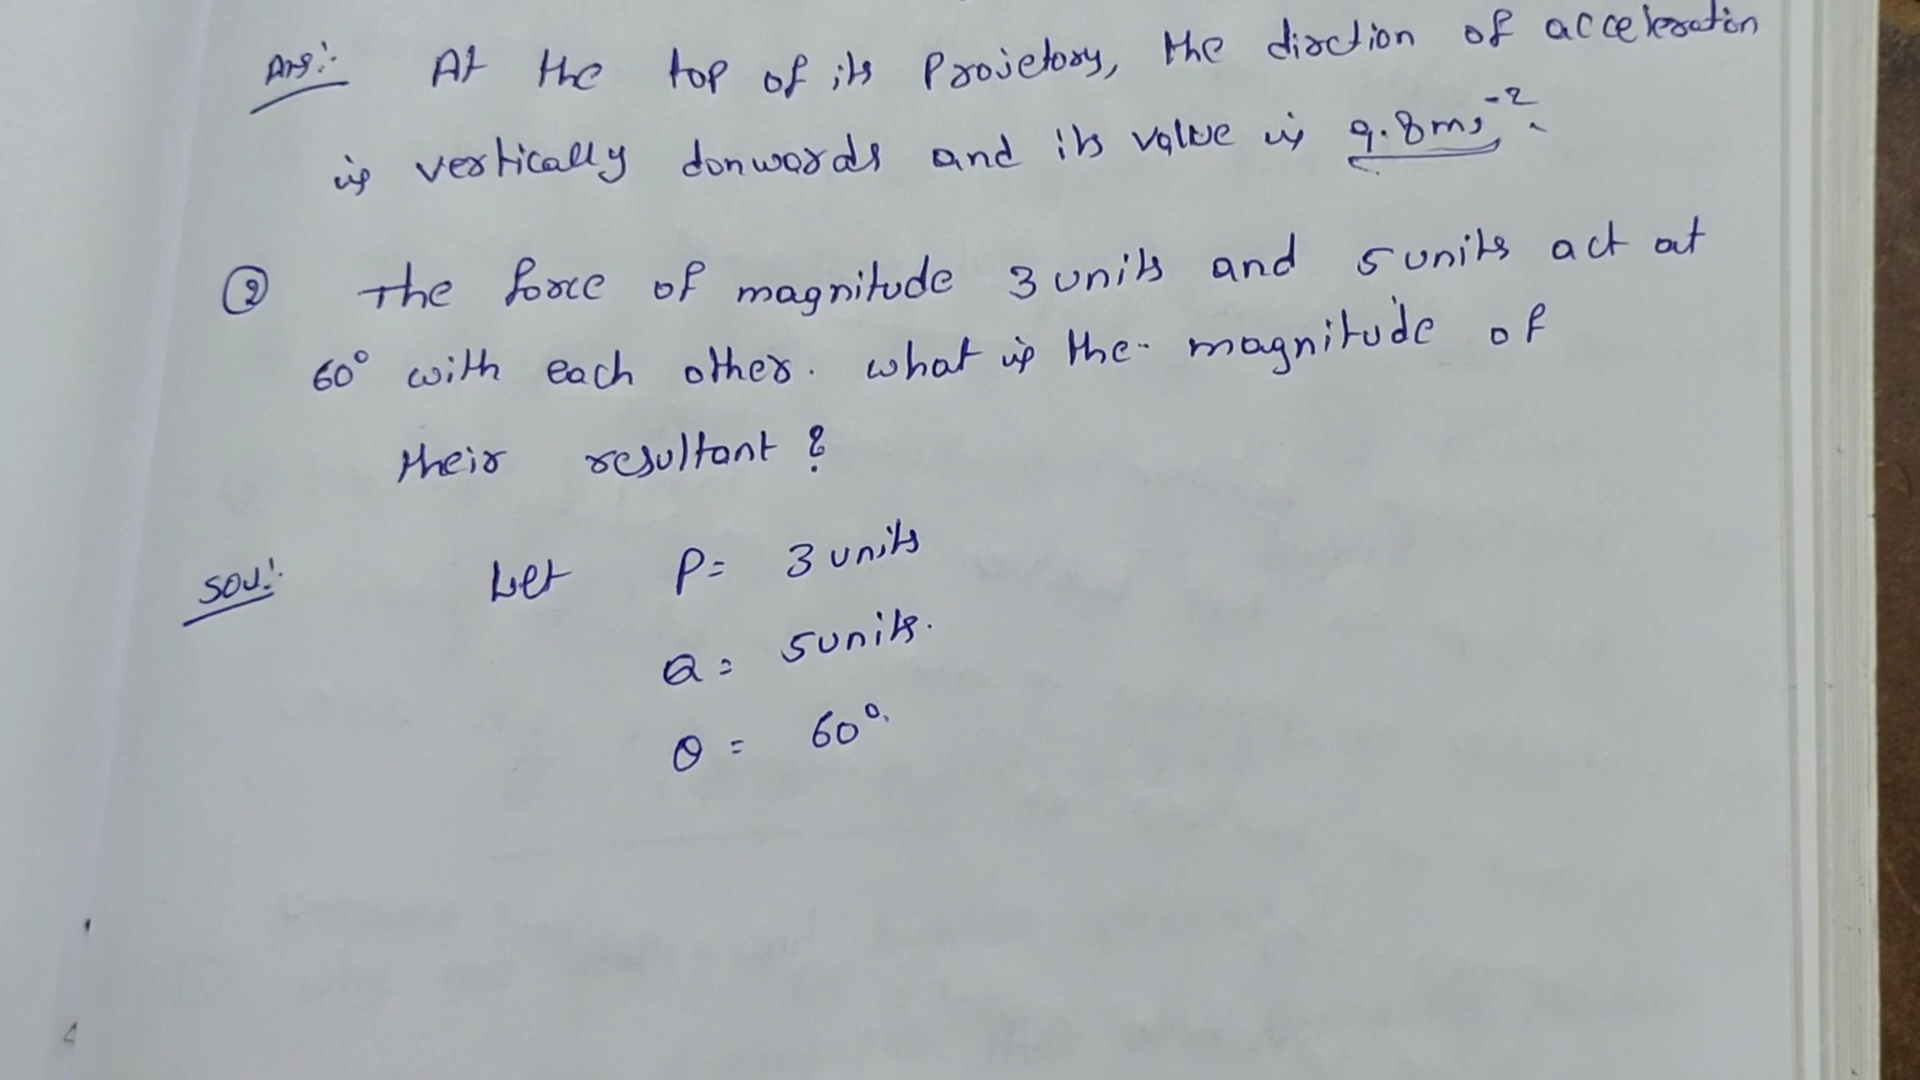 Ans:- At the top of its Projetory, the dirction of acceleration
is vertically donwards and its value is 9.8ms⁻².
② The force of magnitude 3 units and 5 units act at
60° with each other. what is the magnitude of
their resultant ?
Sol:- Let P = 3 units
Q = 5 units.
θ = 60°.